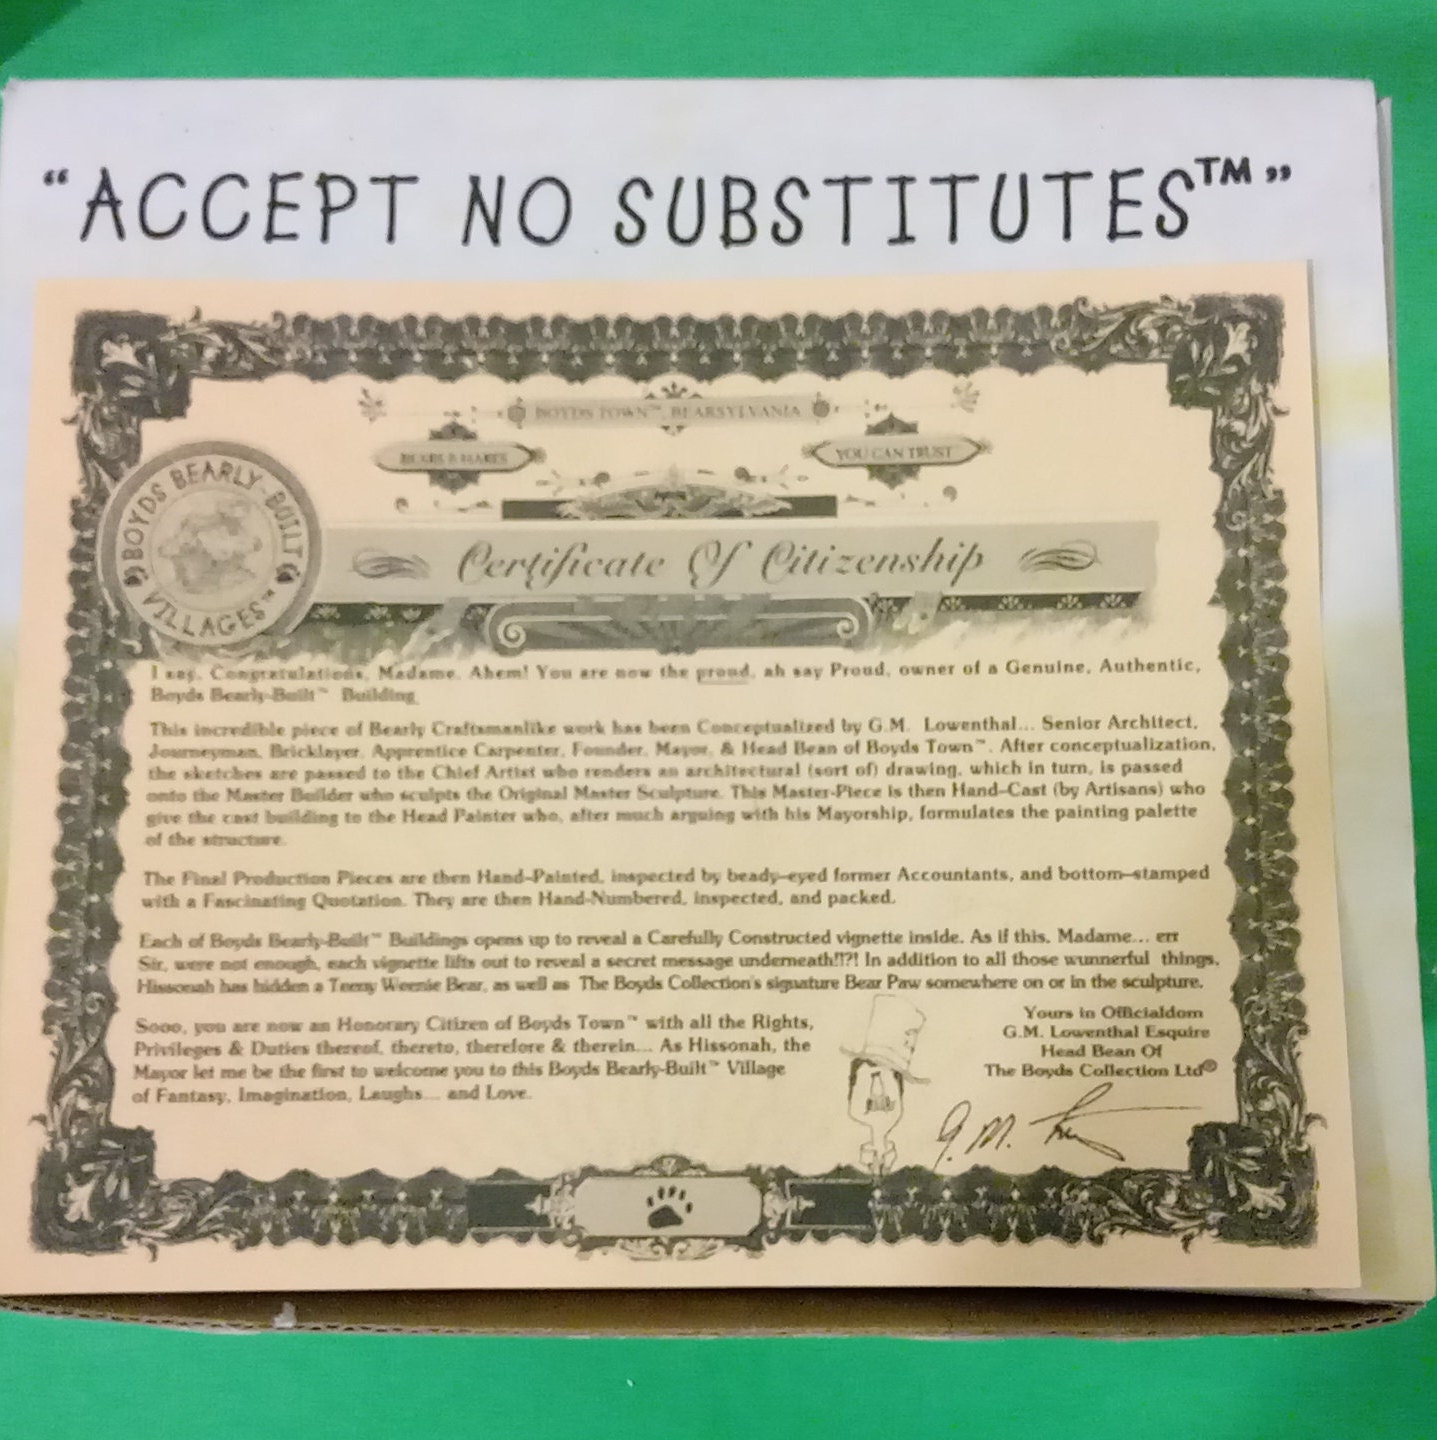 “ACCEPT NO SUBSTITUTES™”
BOYDS TOWN™, BEARSYLVANIA
BEARS & HARES
YOU CAN TRUST
BOYDS BEARLY-BUILT
VILLAGES™
Certificate Of Citizenship
I say, Congratulations, Madame, Ahem! You are now the proud, ah say Proud, owner of a Genuine, Authentic,
Boyds Bearly-Built™ Building.
This incredible piece of Bearly Craftsmanlike work has been Conceptualized by G.M. Lowenthal... Senior Architect,
Journeyman, Bricklayer, Apprentice Carpenter, Founder, Mayor, & Head Bean of Boyds Town™. After conceptualization,
the sketches are passed to the Chief Artist who renders an architectural (sort of) drawing, which in turn, is passed
onto the Master Builder who sculpts the Original Master Sculpture. This Master-Piece is then Hand-Cast (by Artisans) who
give the cast building to the Head Painter who, after much arguing with his Mayorship, formulates the painting palette
of the structure.
The Final Production Pieces are then Hand-Painted, inspected by beady-eyed former Accountants, and bottom-stamped
with a Fascinating Quotation. They are then Hand-Numbered, inspected, and packed.
Each of Boyds Bearly-Built™ Buildings opens up to reveal a Carefully Constructed vignette inside. As if this, Madame... err
Sir, were not enough, each vignette lifts out to reveal a secret message underneath!!?! In addition to all those wunnerful things,
Hissonah has hidden a Teeny Weenie Bear, as well as The Boyds Collection's signature Bear Paw somewhere on or in the sculpture.
Sooo, you are now an Honorary Citizen of Boyds Town™ with all the Rights,
Privileges & Duties thereof, thereto, therefore & therein... As Hissonah, the
Mayor let me be the first to welcome you to this Boyds Bearly-Built™ Village
of Fantasy, Imagination, Laughs... and Love.
Yours in Officialdom
G.M. Lowenthal Esquire
Head Bean Of
The Boyds Collection Ltd®
G. M.